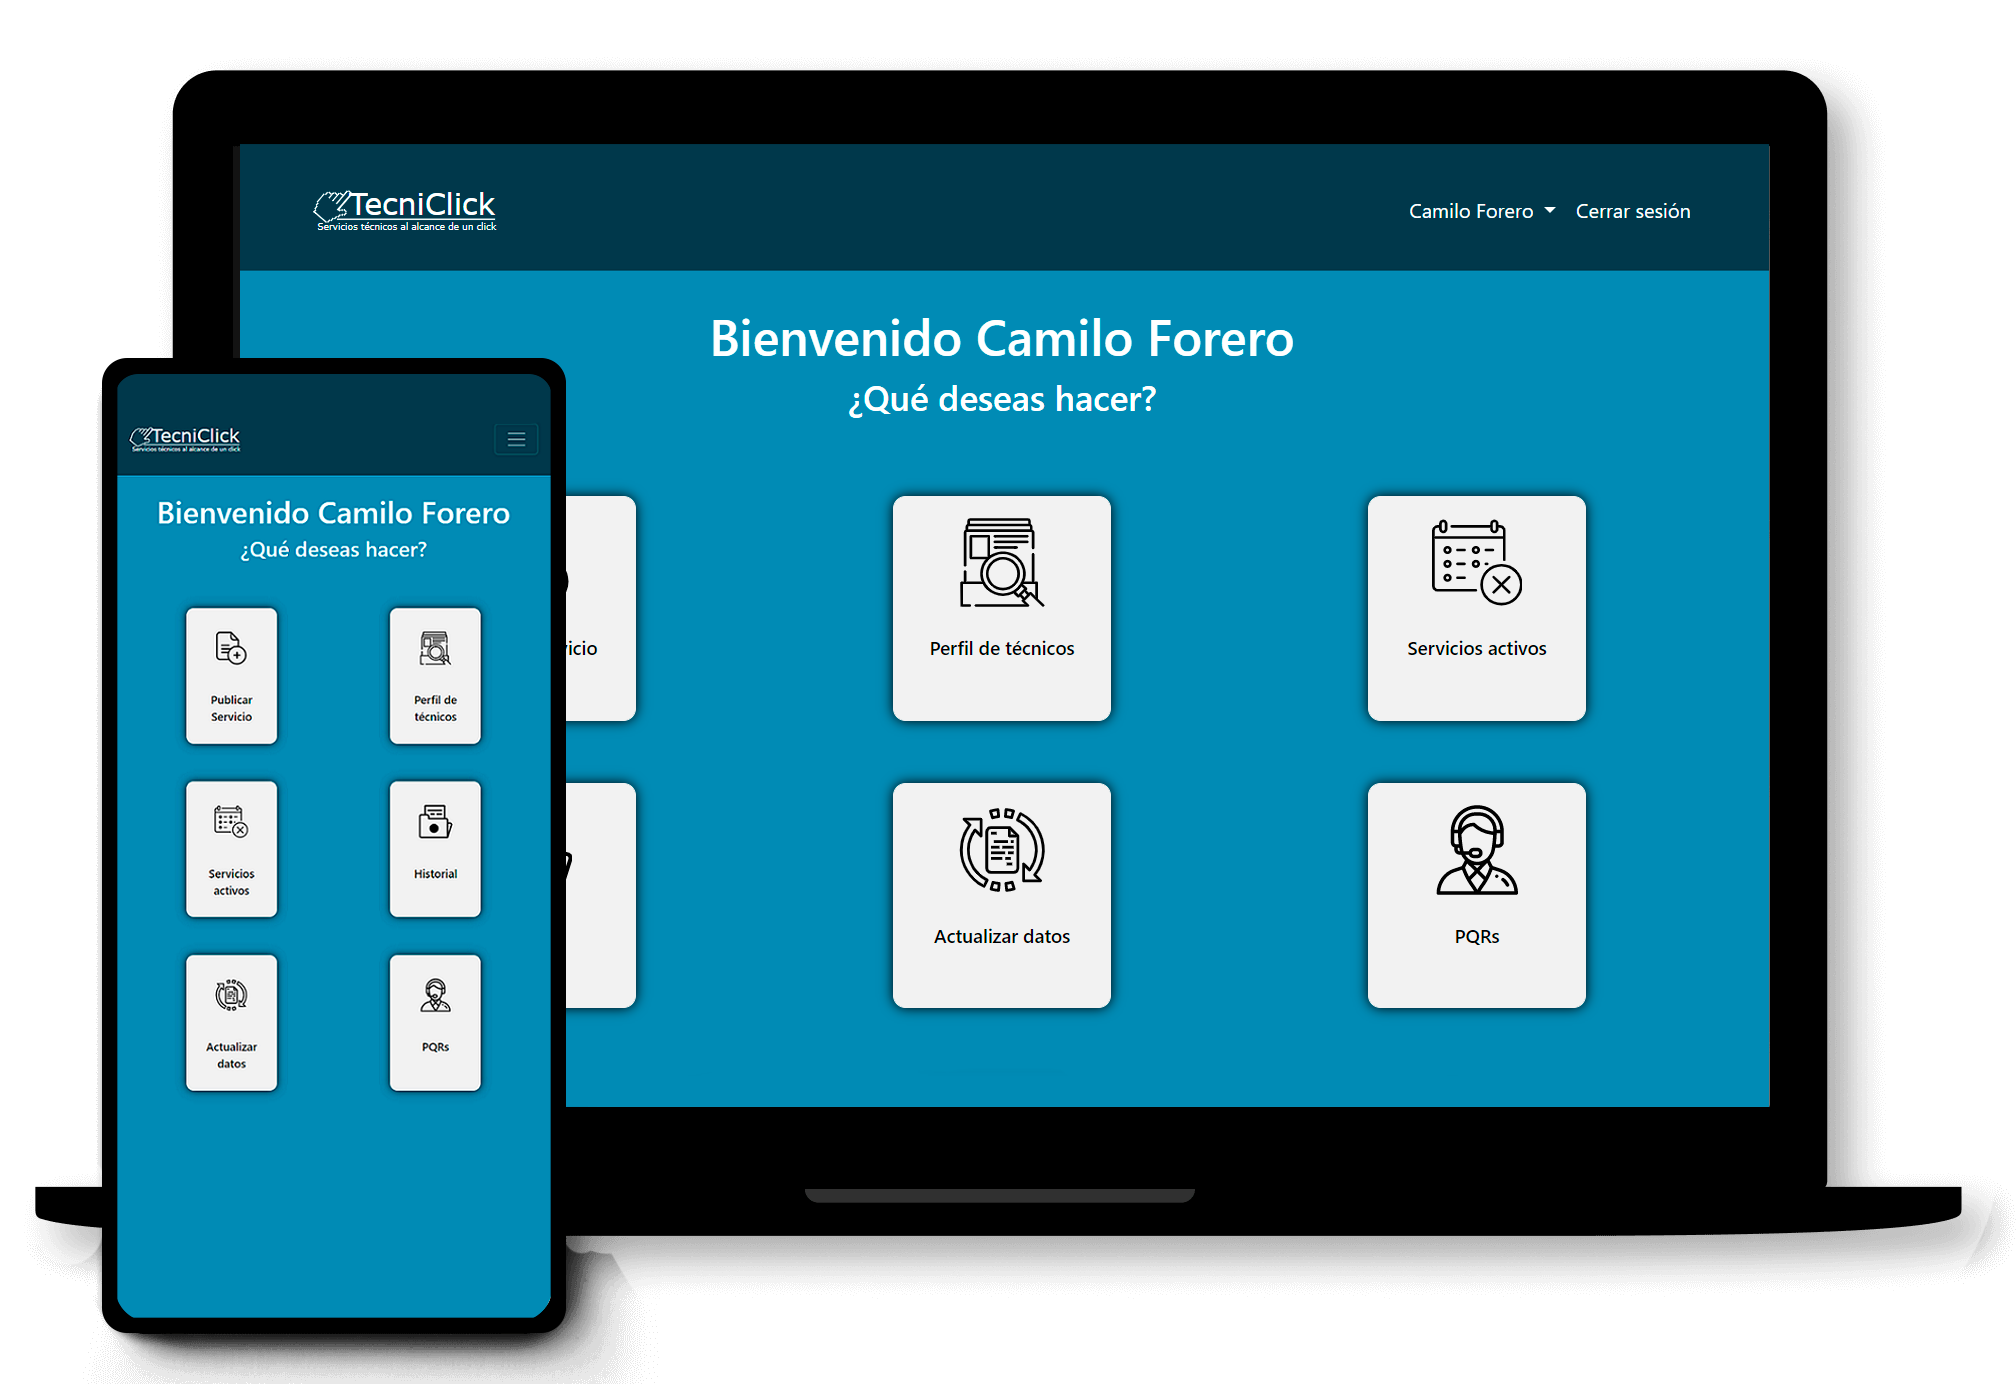 TecniClick
Servicios técnicos al alcance de un click
Camilo Forero
Cerrar sesión
Bienvenido Camilo Forero
¿Qué deseas hacer?
icio
Perfil de técnicos
Servicios activos
Actualizar datos
PQRs
TecniClick
Servicios técnicos al alcance de un click
Bienvenido Camilo Forero
¿Qué deseas hacer?
Publicar
Servicio
Perfil de
técnicos
Servicios
activos
Historial
Actualizar
datos
PQRs